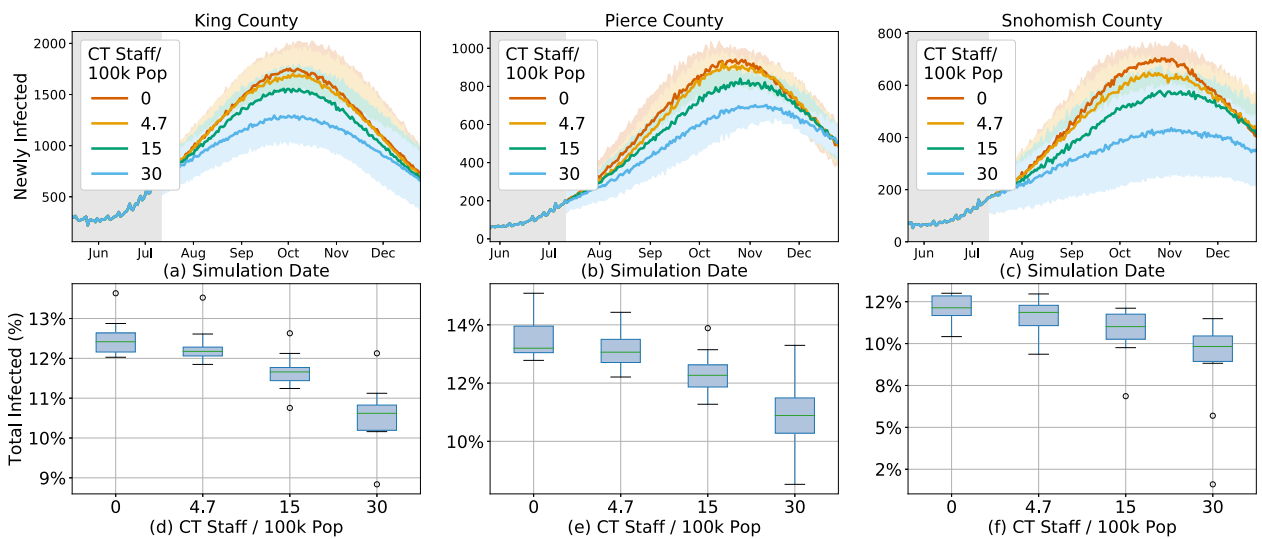 King County
CT Staff/
100k Pop
0
4.7
15
30
Newly Infected
2000
1500
1000
500
Jun Jul Aug Sep Oct Nov Dec
(a) Simulation Date
Pierce County
CT Staff/
100k Pop
0
4.7
15
30
1000
800
600
400
200
0
Jun Jul Aug Sep Oct Nov Dec
(b) Simulation Date
Snohomish County
CT Staff/
100k Pop
0
4.7
15
30
800
600
400
200
0
Jun Jul Aug Sep Oct Nov Dec
(c) Simulation Date
Total Infected (%)
13%
12%
11%
10%
9%
0 4.7 15 30
(d) CT Staff / 100k Pop
14%
12%
10%
0 4.7 15 30
(e) CT Staff / 100k Pop
12%
10%
8%
5%
2%
0 4.7 15 30
(f) CT Staff / 100k Pop